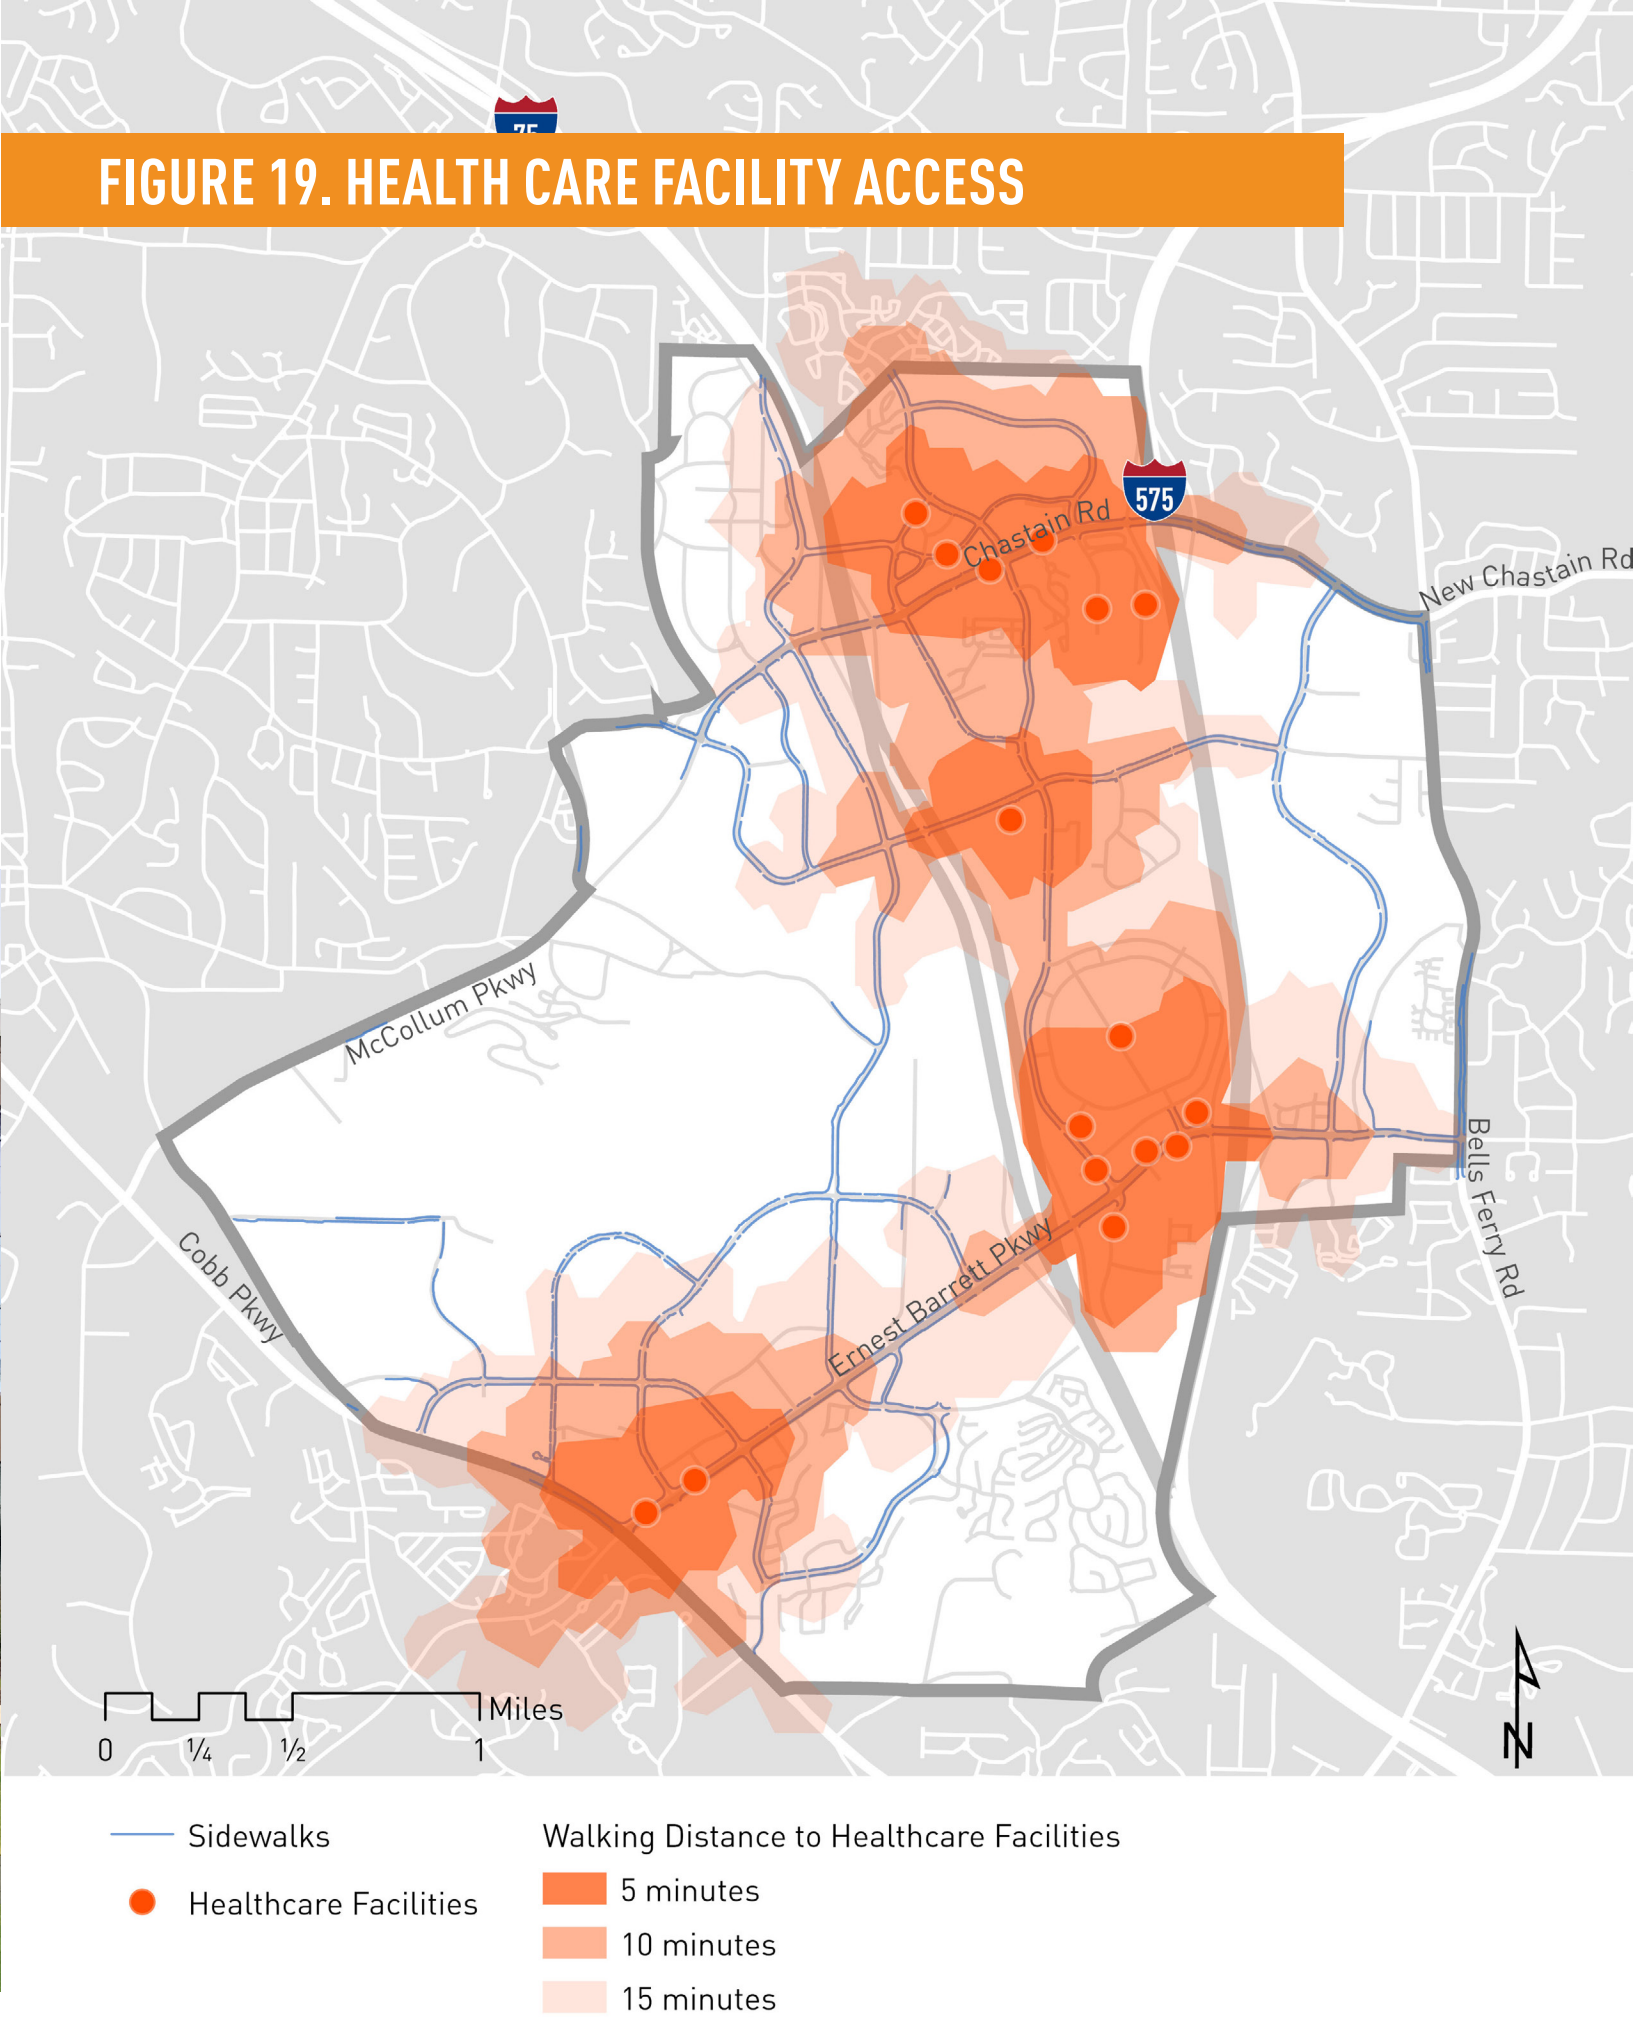 75
FIGURE 19. HEALTH CARE FACILITY ACCESS
575
Chastain Rd
New Chastain Rd
McCollum Pkwy
Bells Ferry Rd
Cobb Pkwy
Ernest Barrett Pkwy
Miles
0 ¼ ½ 1
N
Sidewalks
Healthcare Facilities
Walking Distance to Healthcare Facilities
5 minutes
10 minutes
15 minutes